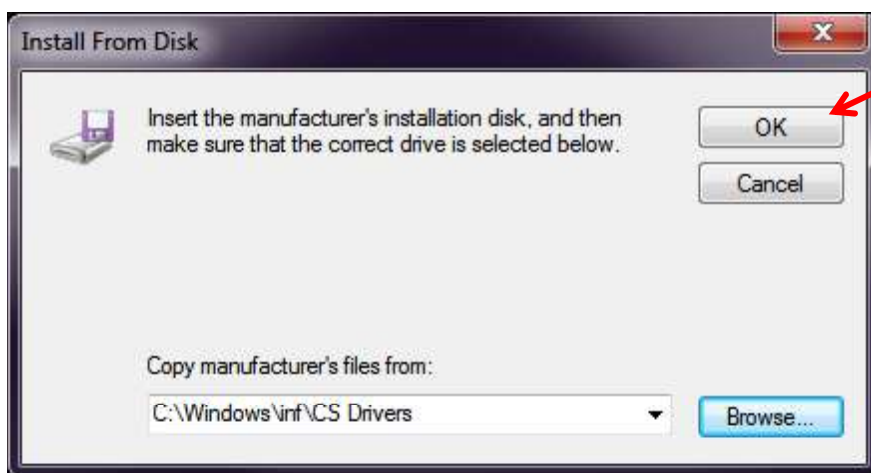 Install From Disk
Insert the manufacturer's installation disk, and then
make sure that the correct drive is selected below.
OK
Cancel
Copy manufacturer's files from:
C:\Windows\inf\CS Drivers
Browse...